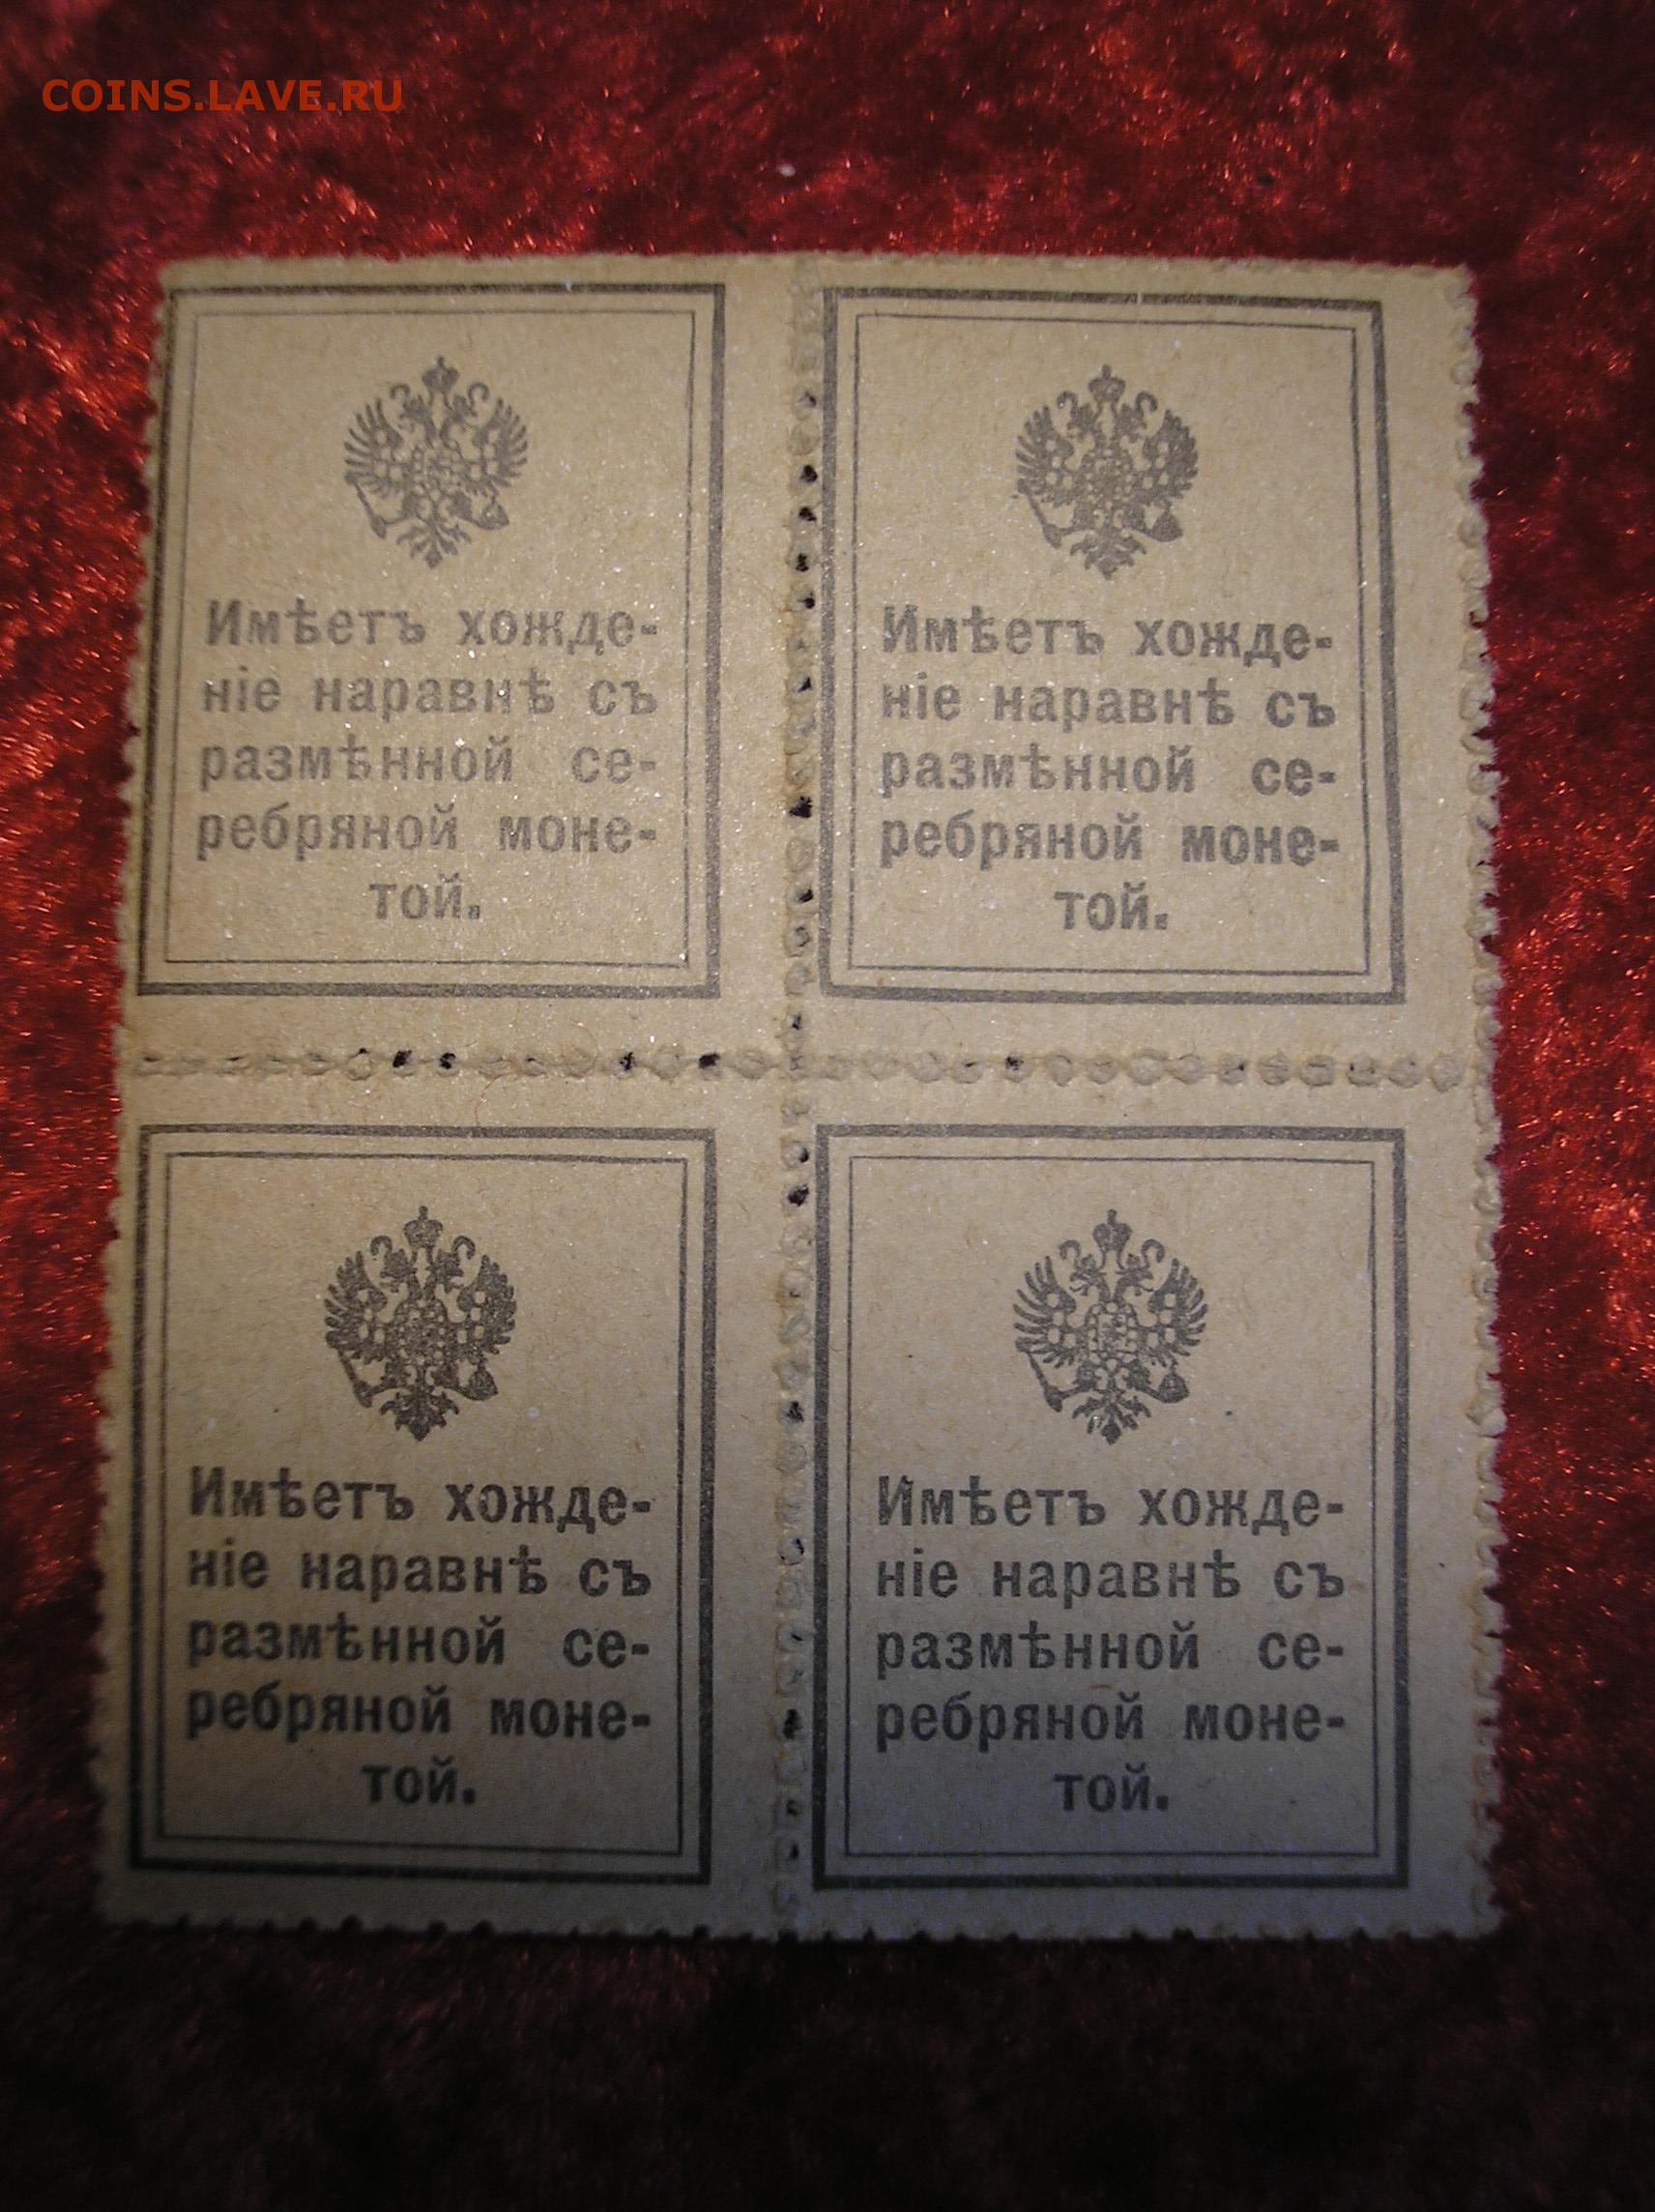 COINS.LAVE.RU
Имѣетъ хожде-
ніе наравнѣ съ
размѣнной се-
ребряной моне-
той.
Имѣетъ хожде-
ніе наравнѣ съ
размѣнной се-
ребряной моне-
той.
Имѣетъ хожде-
ніе наравнѣ съ
размѣнной се-
ребряной моне-
той.
Имѣетъ хожде-
ніе наравнѣ съ
размѣнной се-
ребряной моне-
той.